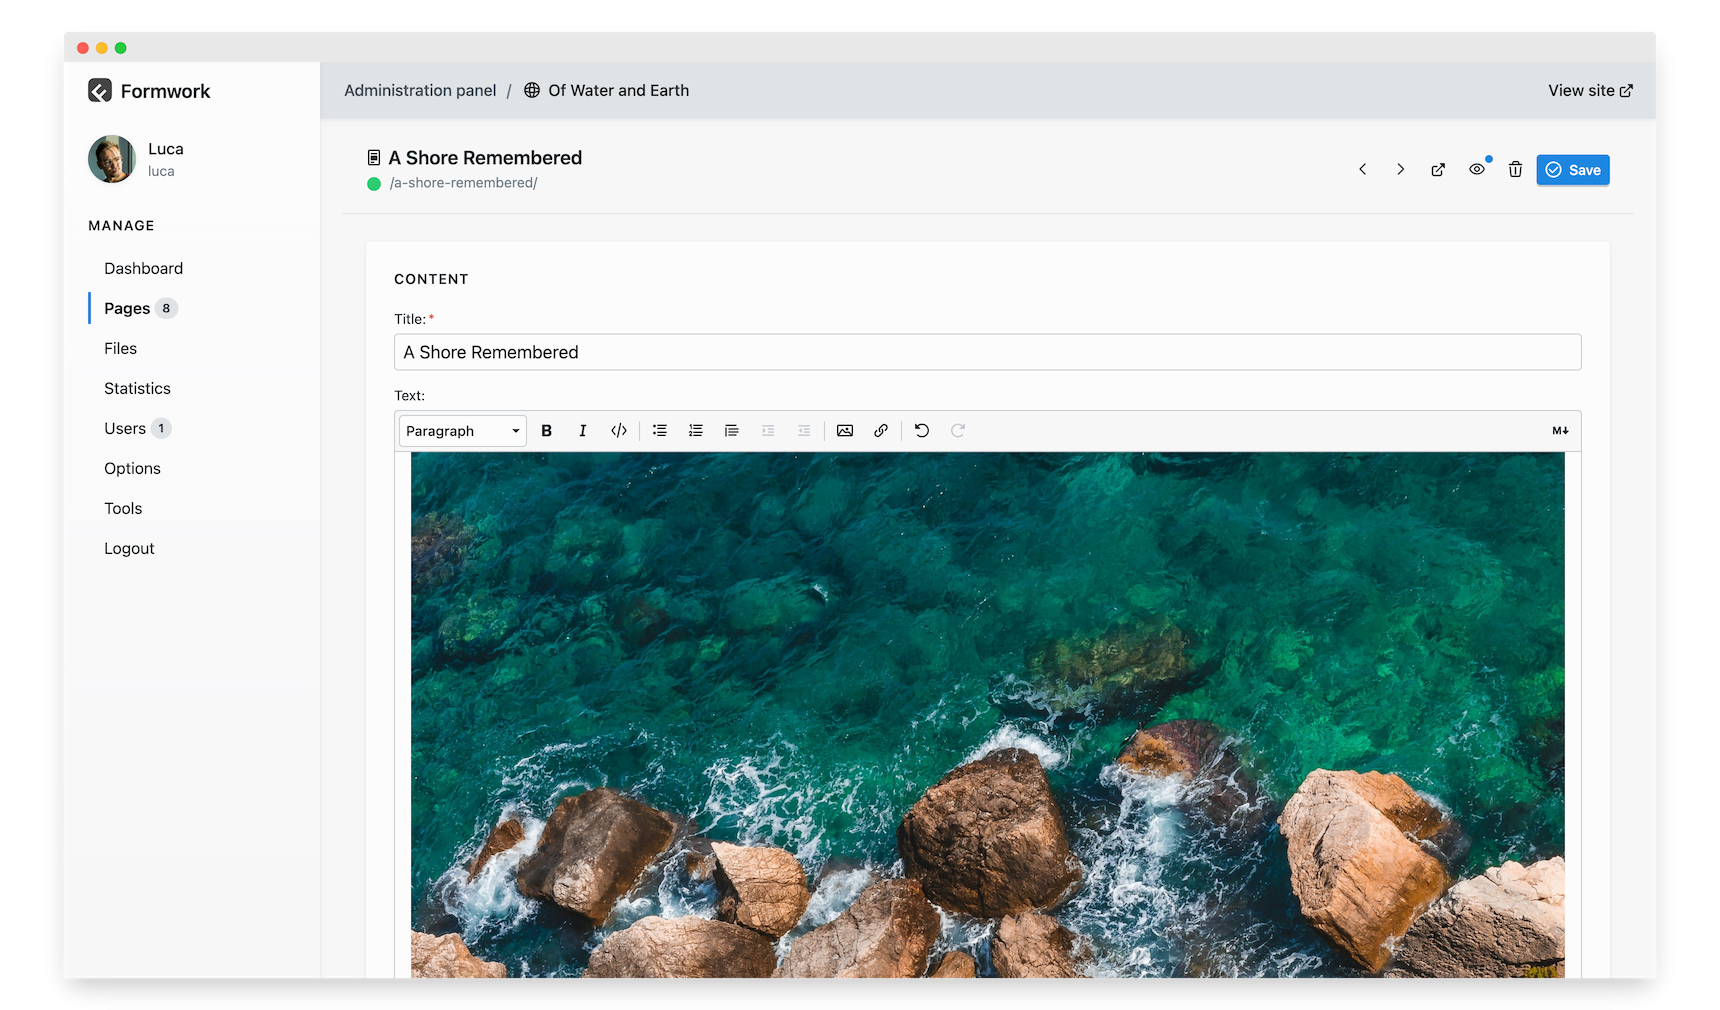 Formwork
Administration panel / Of Water and Earth
View site
Luca
luca
MANAGE
Dashboard
Pages 8
Files
Statistics
Users 1
Options
Tools
Logout
A Shore Remembered
/a-shore-remembered/
Save
CONTENT
Title: *
A Shore Remembered
Text:
Paragraph B I </> M↓